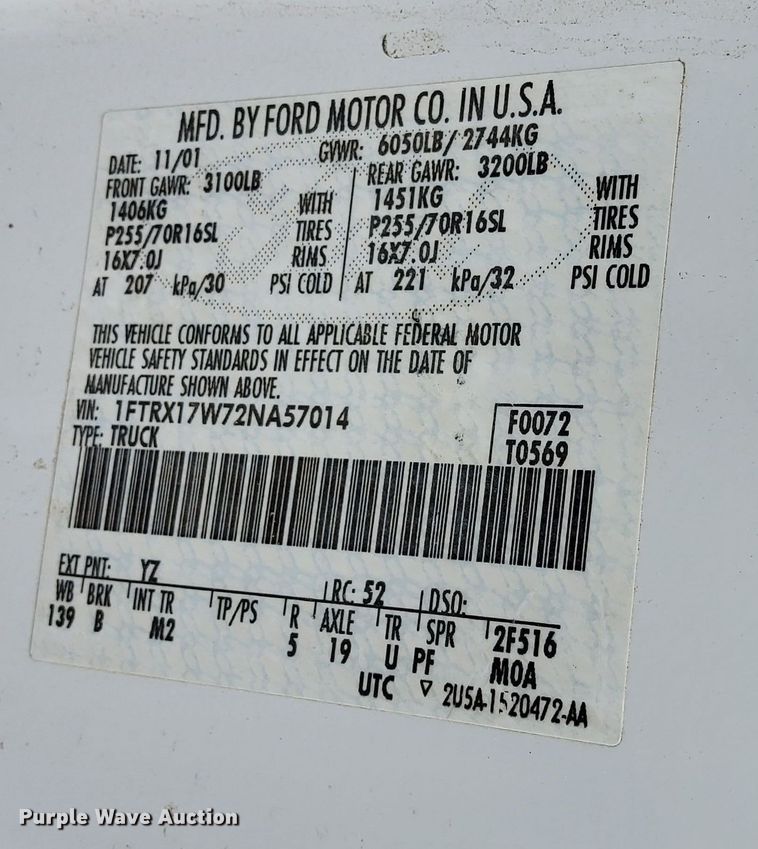 MFD. BY FORD MOTOR CO. IN U.S.A.
DATE: 11/01 GVWR: 6050LB/ 2744KG
FRONT GAWR: 3100LB REAR GAWR: 3200LB
1406KG WITH 1451KG WITH
P255/70R16SL TIRES P255/70R16SL TIRES
16X7.0J RIMS 16X7.0J RIMS
AT 207 kPa/30 PSI COLD AT 221 kPa/32 PSI COLD
THIS VEHICLE CONFORMS TO ALL APPLICABLE FEDERAL MOTOR
VEHICLE SAFETY STANDARDS IN EFFECT ON THE DATE OF
MANUFACTURE SHOWN ABOVE.
VIN: 1FTRX17W72NA57014 F0072
TYPE: TRUCK T0569
EXT PNT: YZ RC: 52 DSO:
WB BRK INT TR TP/PS R AXLE TR SPR 2F516
139 B M2 5 19 U PF M0A
UTC ▽ 2U5A-1520472-AA
Purple Wave Auction